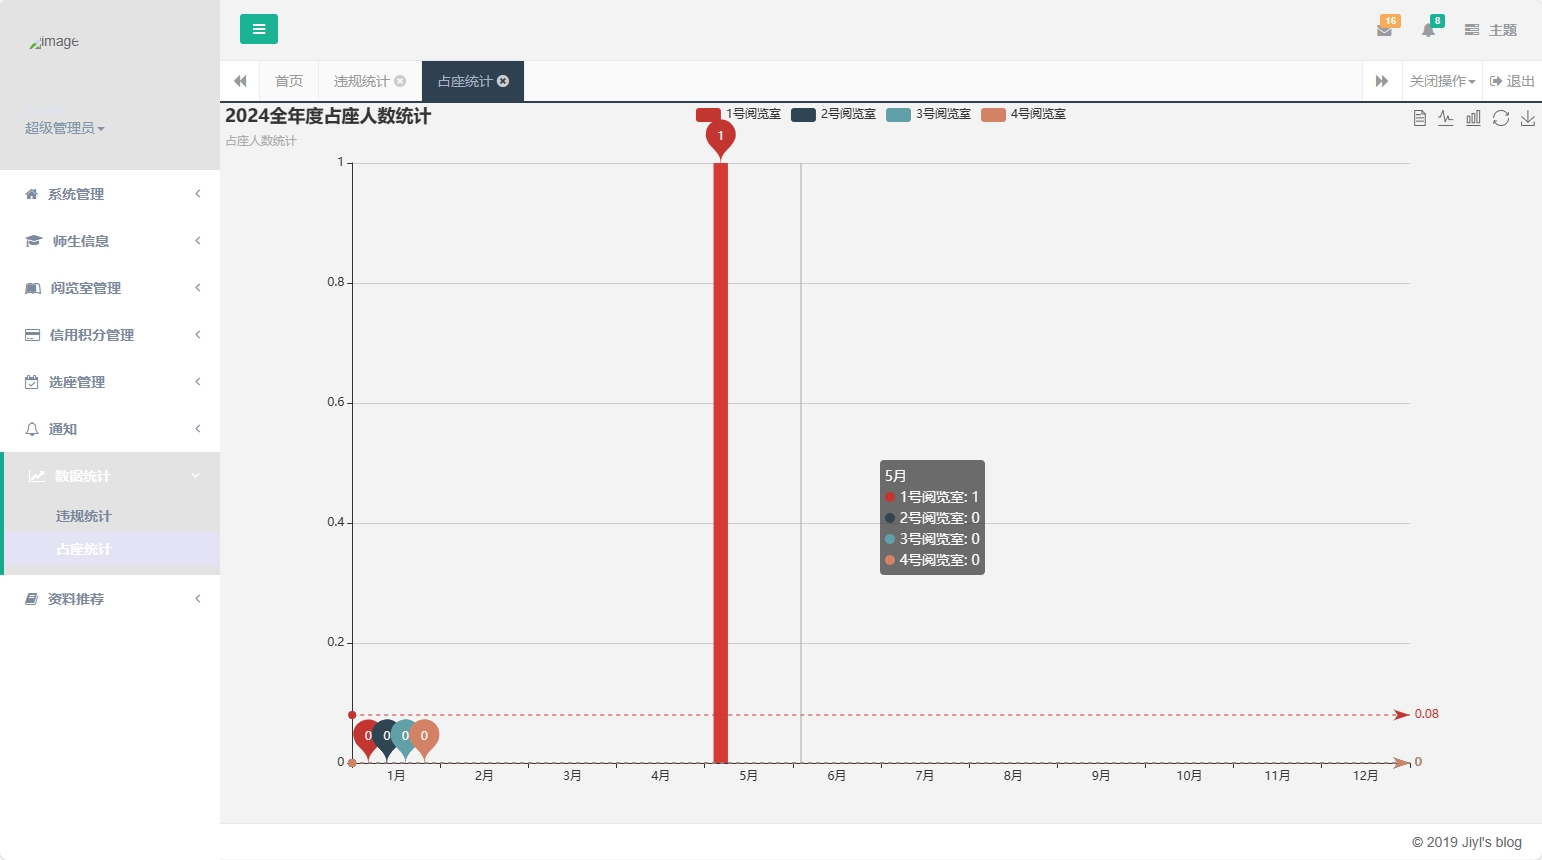 image
超级管理员
系统管理
师生信息
阅览室管理
信用积分管理
选座管理
通知
数据统计
违规统计
占座统计
资料推荐
16
8
主题
首页
违规统计
占座统计
关闭操作
退出
2024全年度占座人数统计
占座人数统计
1号阅览室
2号阅览室
3号阅览室
4号阅览室
1
1
0.8
0.6
0.4
0.2
0
5月
1号阅览室: 1
2号阅览室: 0
3号阅览室: 0
4号阅览室: 0
0.08
0
0
0
0
0
1月
2月
3月
4月
5月
6月
7月
8月
9月
10月
11月
12月
© 2019 Jiyl's blog